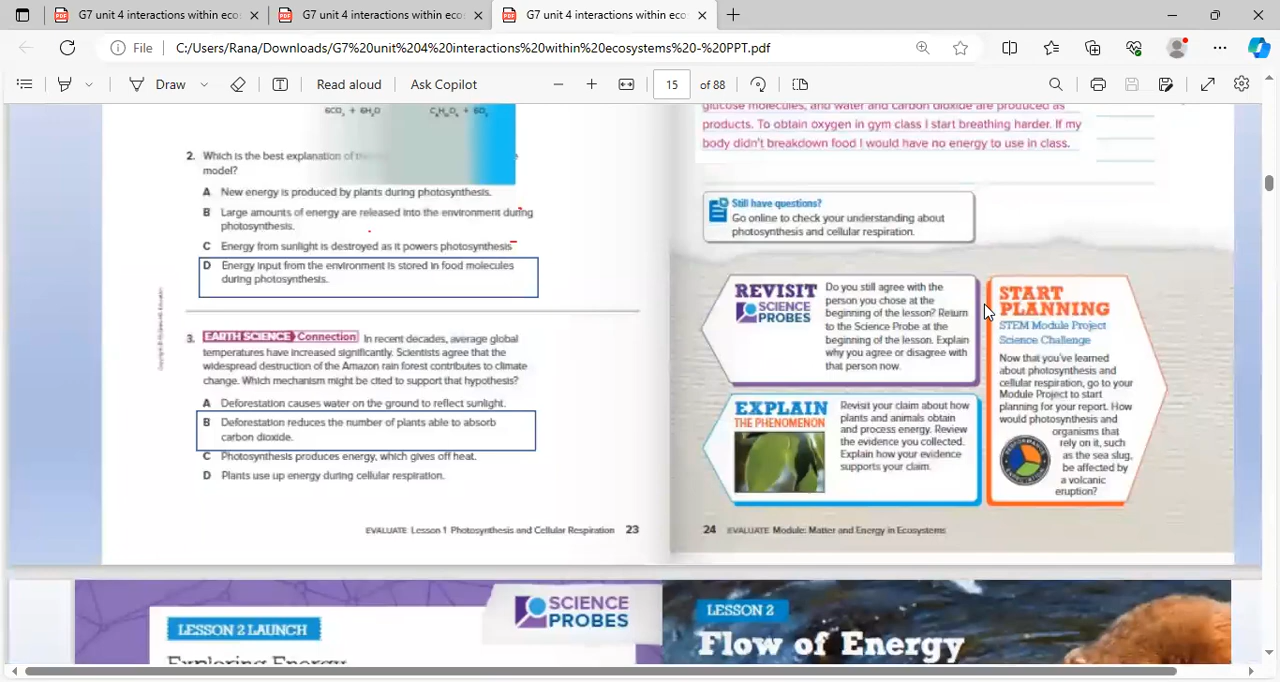 G7 unit 4 interactions within eco
G7 unit 4 interactions within eco
G7 unit 4 interactions within eco
File C:/Users/Rana/Downloads/G7%20unit%204%20interactions%20within%20ecosystems%20-%20PPT.pdf
Draw Read aloud Ask Copilot 15 of 88
6CO₂ + 6H₂O C₆H₁₂O₆ + 6O₂
2. Which is the best explanation of
model?
A New energy is produced by plants during photosynthesis.
B Large amounts of energy are released into the environment during
photosynthesis.
C Energy from sunlight is destroyed as it powers photosynthesis
D Energy input from the environment is stored in food molecules
during photosynthesis.
3. EARTH SCIENCE Connection In recent decades, average global
temperatures have increased significantly. Scientists agree that the
widespread destruction of the Amazon rain forest contributes to climate
change. Which mechanism might be cited to support that hypothesis?
A Deforestation causes water on the ground to reflect sunlight.
B Deforestation reduces the number of plants able to absorb
carbon dioxide.
C Photosynthesis produces energy, which gives off heat.
D Plants use up energy during cellular respiration.
EVALUATE Lesson 1 Photosynthesis and Cellular Respiration 23
glucose molecules, and water and carbon dioxide are produced as
products. To obtain oxygen in gym class I start breathing harder. If my
body didn't breakdown food I would have no energy to use in class.
Still have questions?
Go online to check your understanding about
photosynthesis and cellular respiration.
REVISIT
SCIENCE
PROBES
Do you still agree with the
person you chose at the
beginning of the lesson? Return
to the Science Probe at the
beginning of the lesson. Explain
why you agree or disagree with
that person now.
EXPLAIN
THE PHENOMENON
Revisit your claim about how
plants and animals obtain
and process energy. Review
the evidence you collected.
Explain how your evidence
supports your claim.
START
PLANNING
STEM Module Project
Science Challenge
Now that you've learned
about photosynthesis and
cellular respiration, go to your
Module Project to start
planning for your report. How
would photosynthesis and
organisms that
rely on it, such
as the sea slug,
be affected by
a volcanic
eruption?
24 EVALUATE Module: Matter and Energy in Ecosystems
LESSON 2 LAUNCH
Exploring Energy
SCIENCE
PROBES
LESSON 2
Flow of Energy